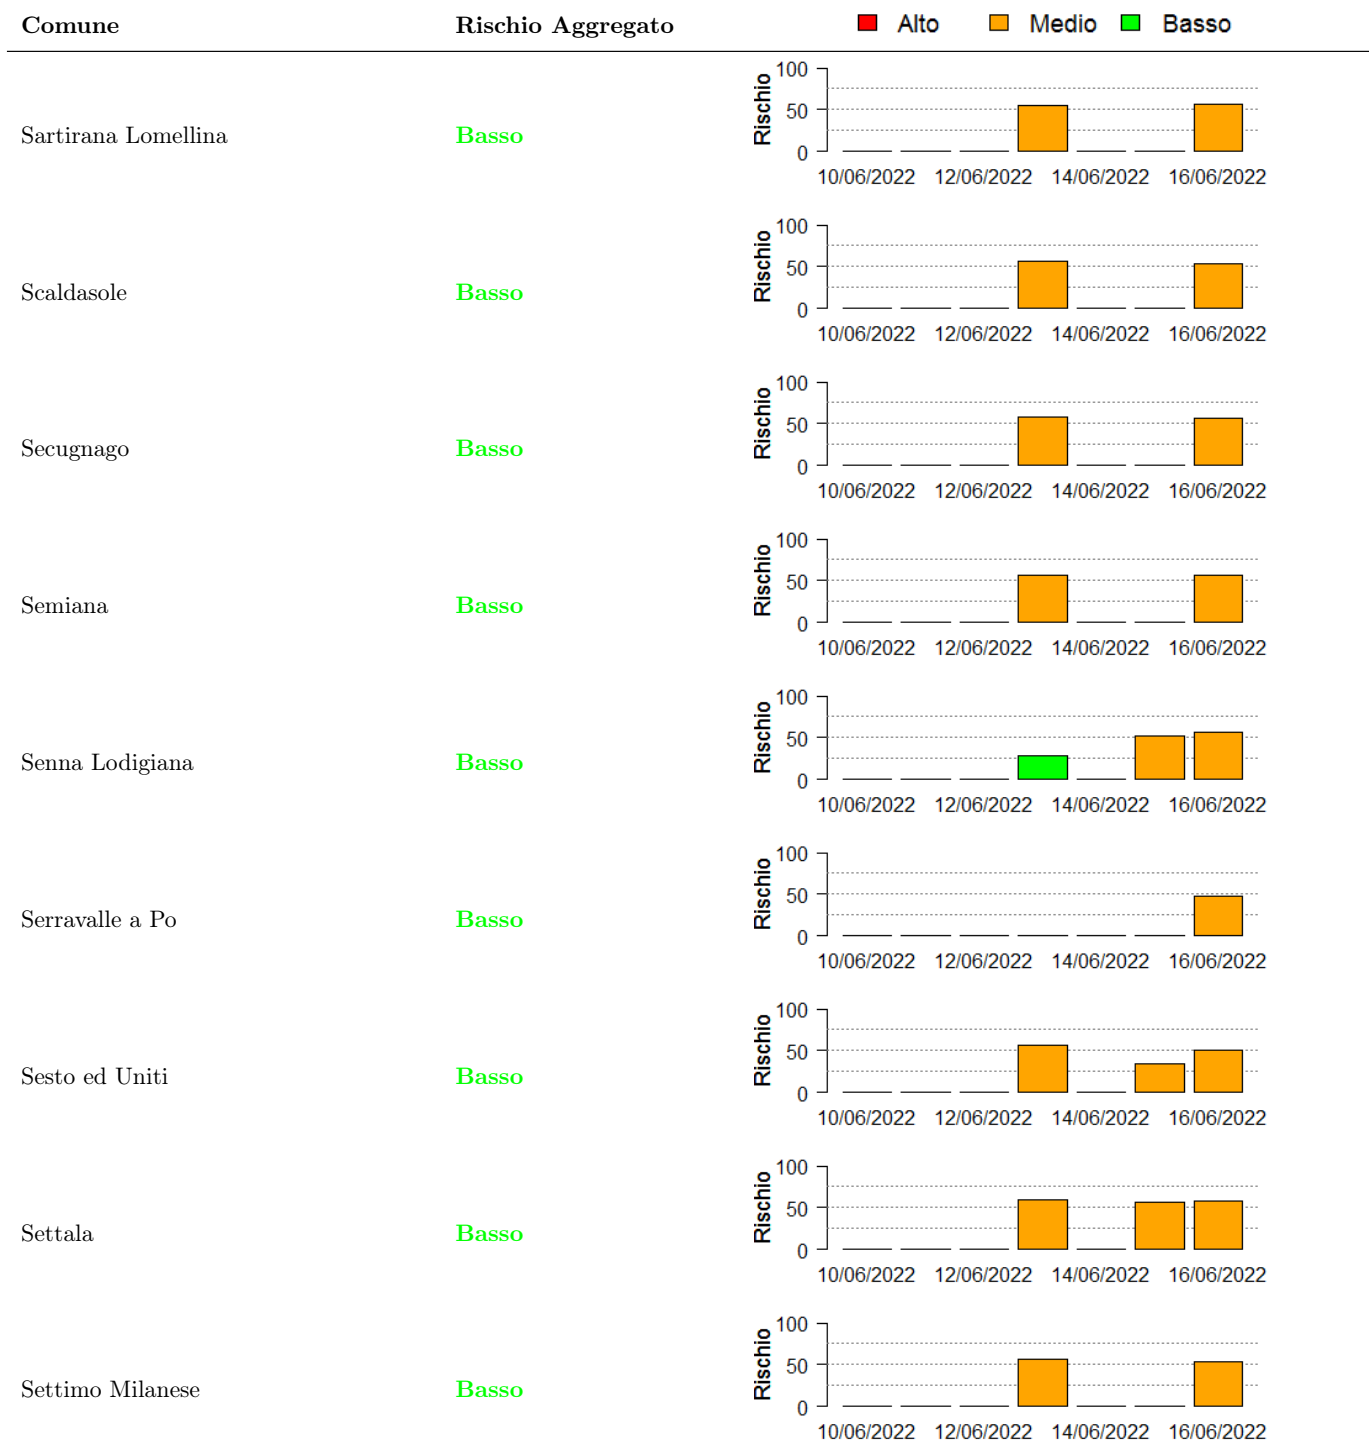 Comune Rischio Aggregato Alto Medio Basso
Sartirana Lomellina Basso Rischio 100 50 0
10/06/2022 12/06/2022 14/06/2022 16/06/2022
Scaldasole Basso Rischio 100 50 0
10/06/2022 12/06/2022 14/06/2022 16/06/2022
Secugnago Basso Rischio 100 50 0
10/06/2022 12/06/2022 14/06/2022 16/06/2022
Semiana Basso Rischio 100 50 0
10/06/2022 12/06/2022 14/06/2022 16/06/2022
Senna Lodigiana Basso Rischio 100 50 0
10/06/2022 12/06/2022 14/06/2022 16/06/2022
Serravalle a Po Basso Rischio 100 50 0
10/06/2022 12/06/2022 14/06/2022 16/06/2022
Sesto ed Uniti Basso Rischio 100 50 0
10/06/2022 12/06/2022 14/06/2022 16/06/2022
Settala Basso Rischio 100 50 0
10/06/2022 12/06/2022 14/06/2022 16/06/2022
Settimo Milanese Basso Rischio 100 50 0
10/06/2022 12/06/2022 14/06/2022 16/06/2022